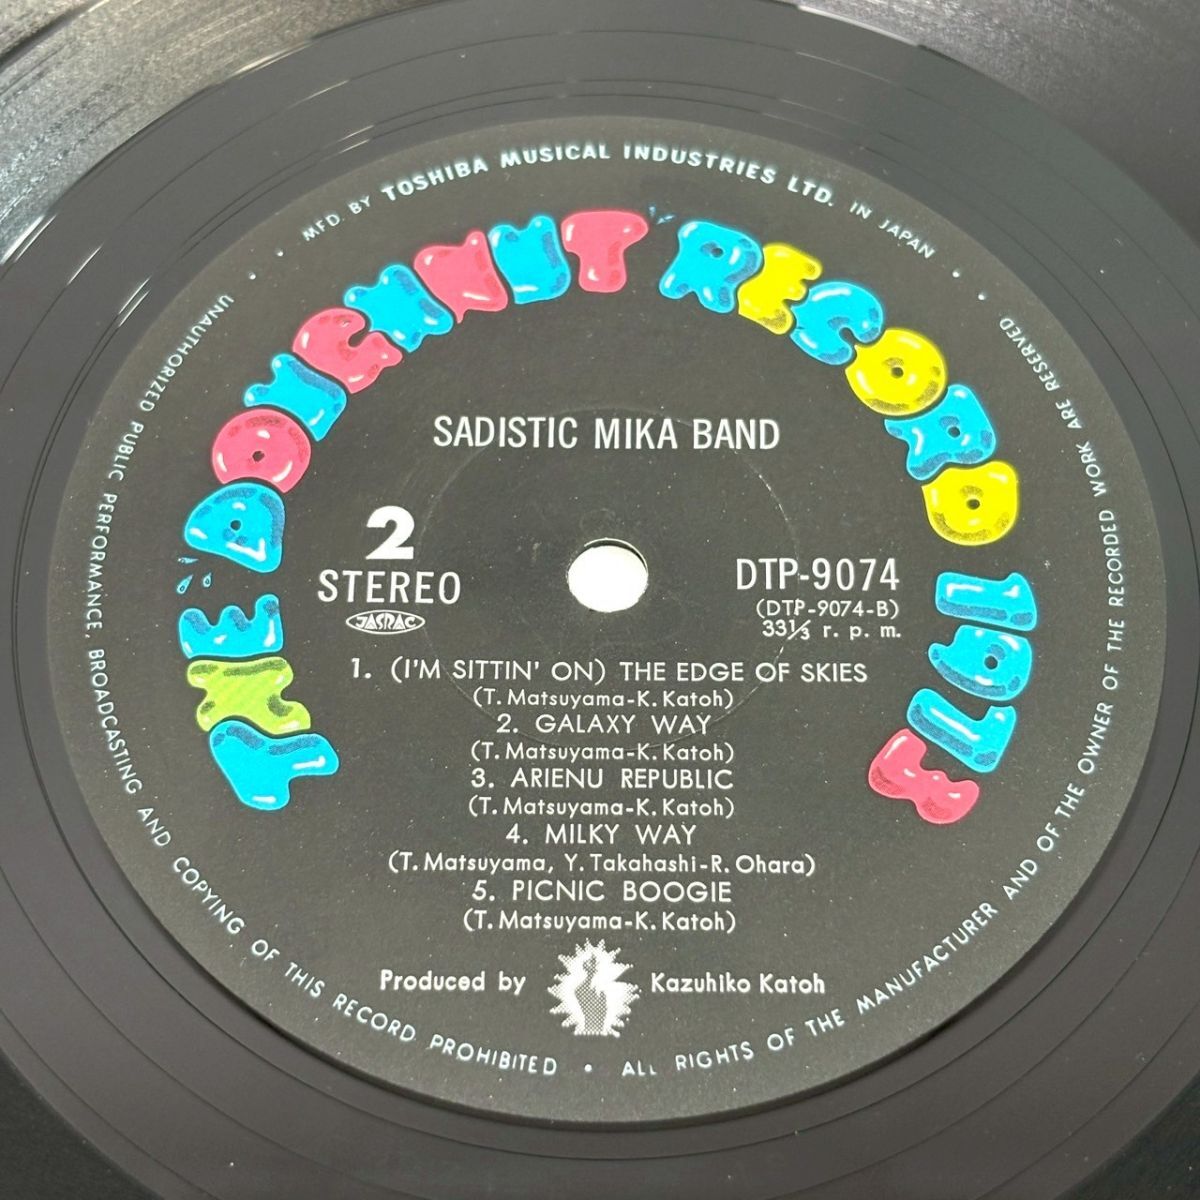 MFD. BY TOSHIBA MUSICAL INDUSTRIES LTD. IN JAPAN
THE DOUGHNUT RECORD 1973
SADISTIC MIKA BAND
2
STEREO
JASRAC
DTP-9074
(DTP-9074-B)
33⅓ r. p. m.
1. (I'M SITTIN' ON) THE EDGE OF SKIES
(T. Matsuyama-K. Katoh)
2. GALAXY WAY
(T. Matsuyama-K. Katoh)
3. ARIENU REPUBLIC
(T. Matsuyama-K. Katoh)
4. MILKY WAY
(T. Matsuyama, Y. Takahashi-R. Ohara)
5. PICNIC BOOGIE
(T. Matsuyama-K. Katoh)
Produced by Kazuhiko Katoh
UNAUTHORIZED PUBLIC PERFORMANCE, BROADCASTING AND COPYING OF THIS RECORD PROHIBITED • ALL RIGHTS OF THE MANUFACTURER AND OF THE OWNER OF THE RECORDED WORK ARE RESERVED